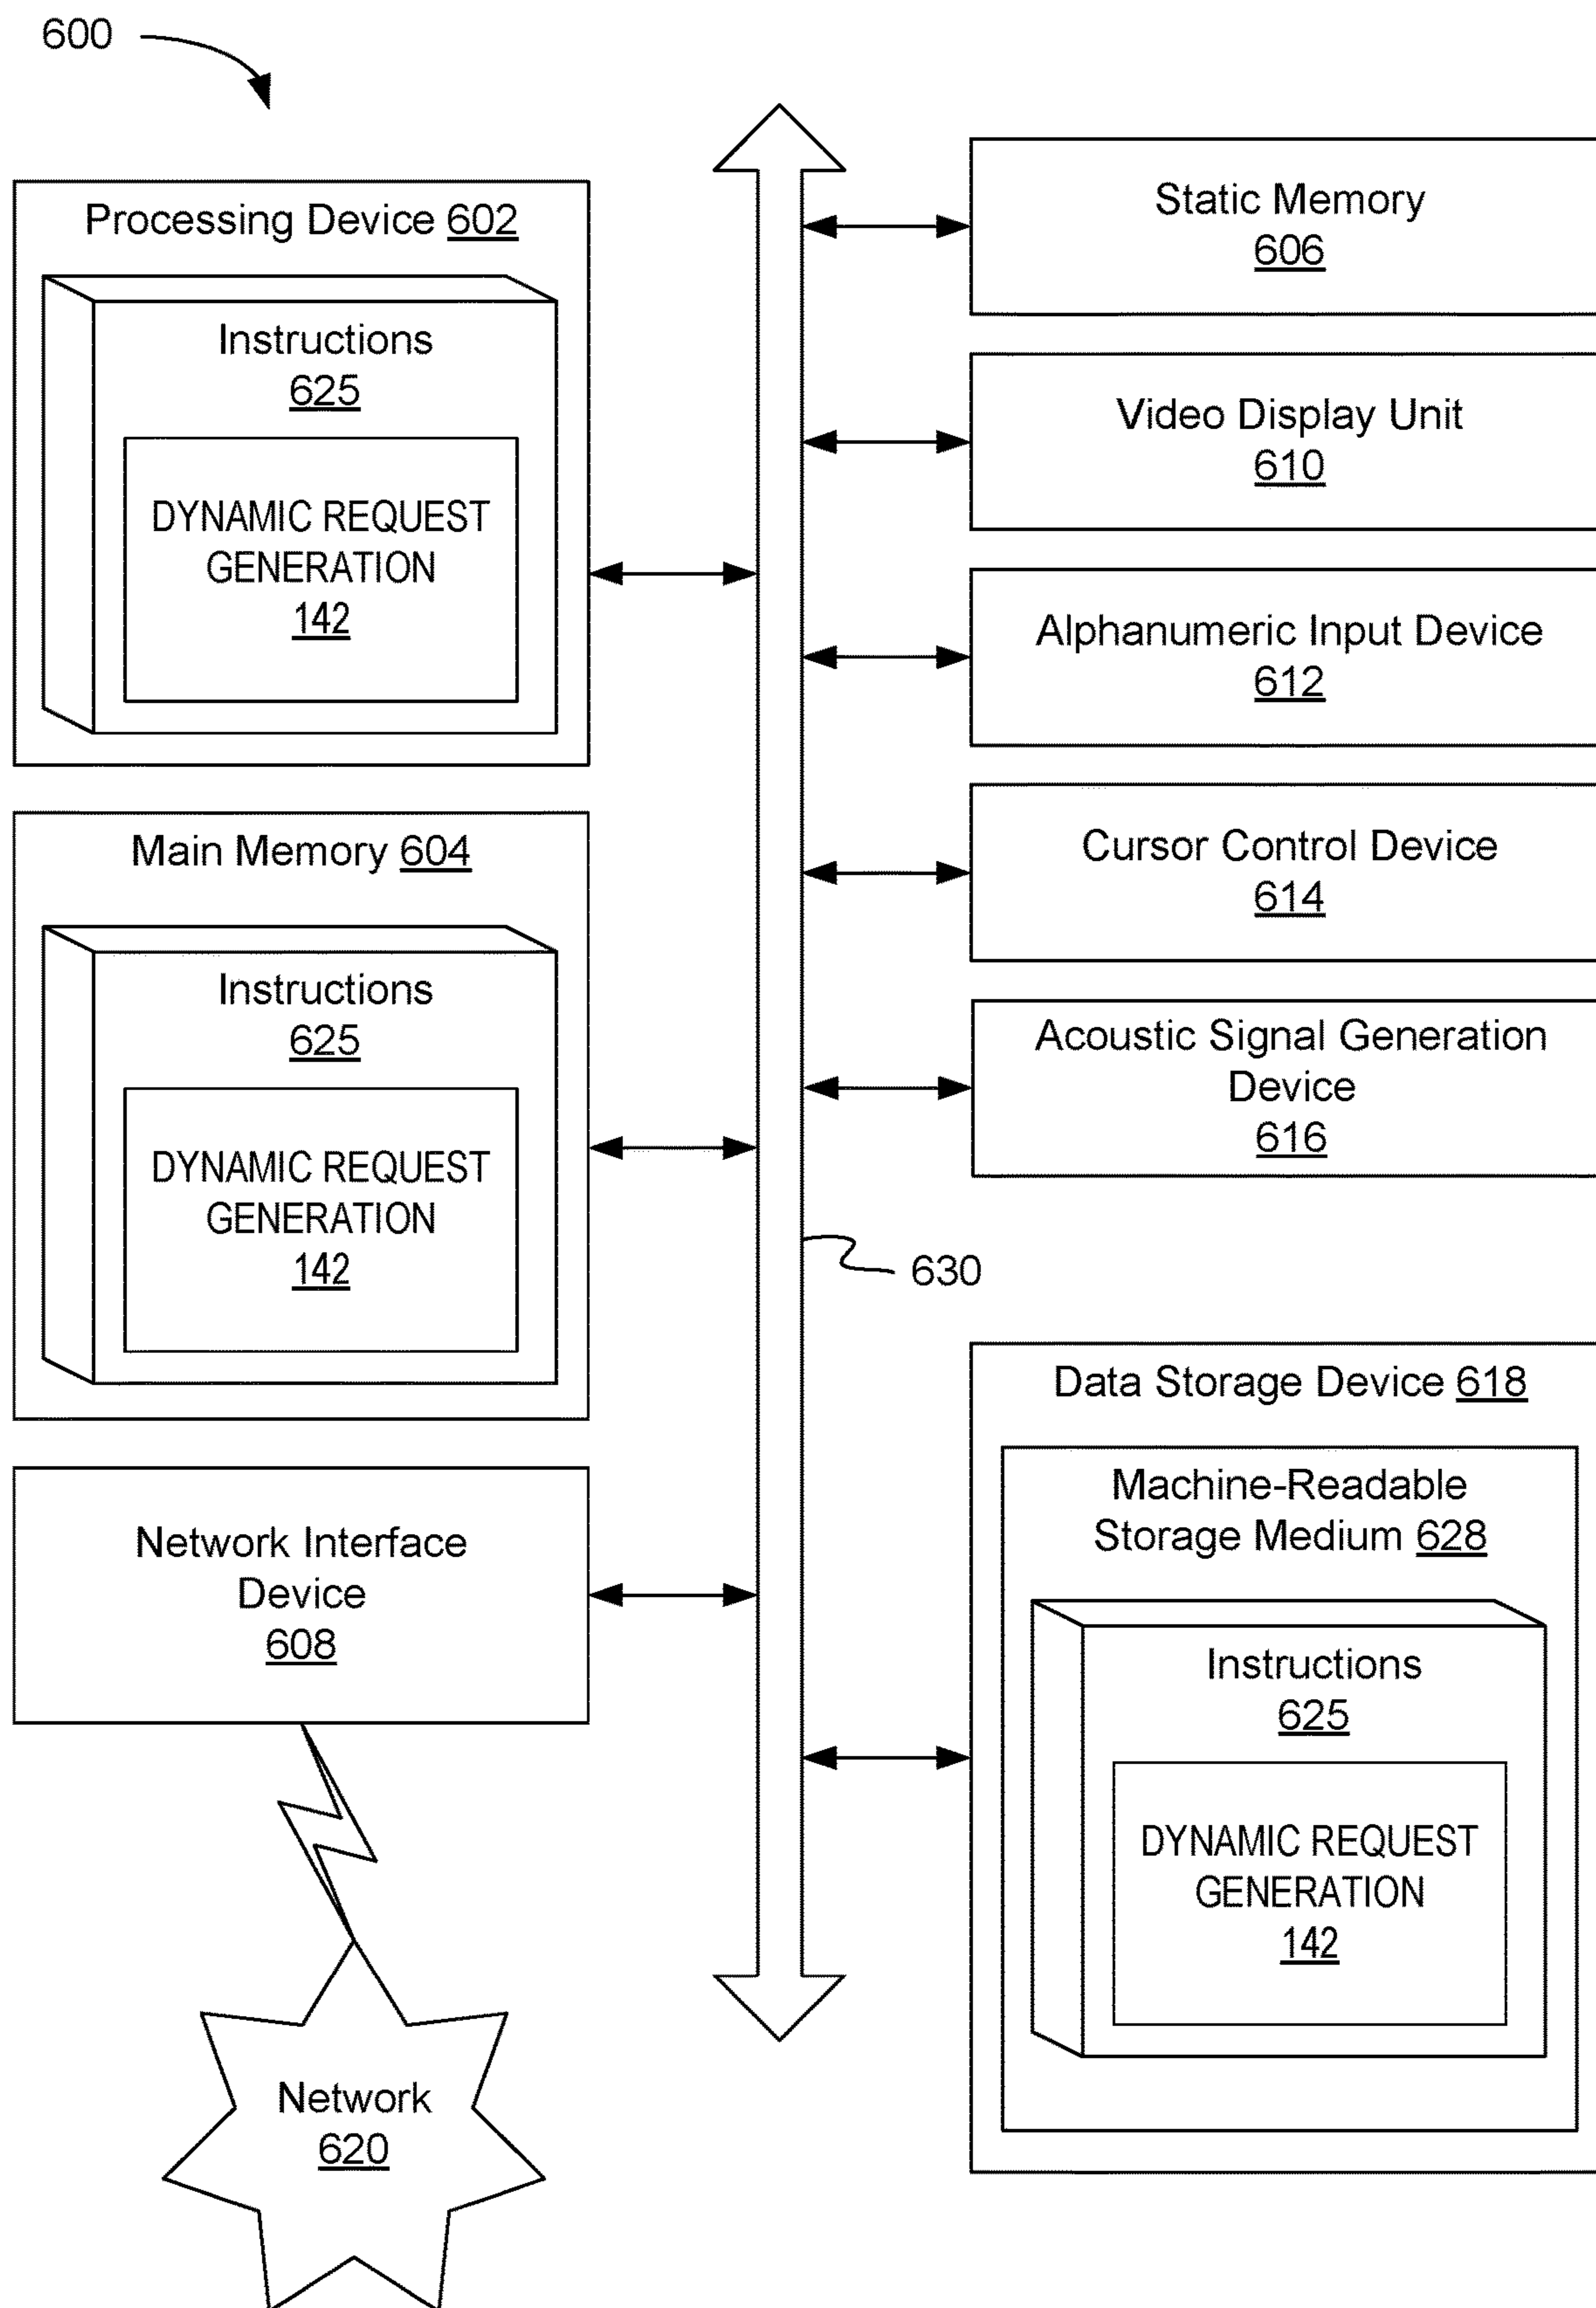 600
Processing Device 602
Instructions
625
DYNAMIC REQUEST
GENERATION
142
Main Memory 604
Instructions
625
DYNAMIC REQUEST
GENERATION
142
Network Interface
Device
608
Network
620
Static Memory
606
Video Display Unit
610
Alphanumeric Input Device
612
Cursor Control Device
614
Acoustic Signal Generation
Device
616
630
Data Storage Device 618
Machine-Readable
Storage Medium 628
Instructions
625
DYNAMIC REQUEST
GENERATION
142